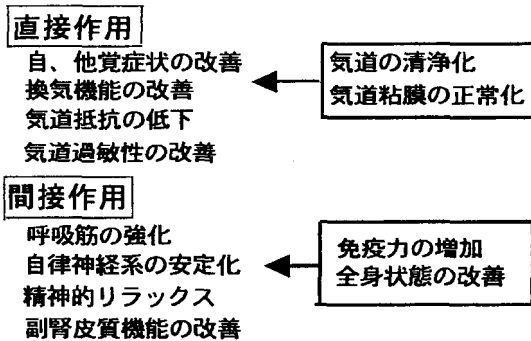 直接作用
自、他覚症状の改善
換気機能の改善
気道抵抗の低下
気道過敏性の改善
気道の清浄化
気道粘膜の正常化
間接作用
呼吸筋の強化
自律神経系の安定化
精神的リラックス
副腎皮質機能の改善
免疫力の増加
全身状態の改善